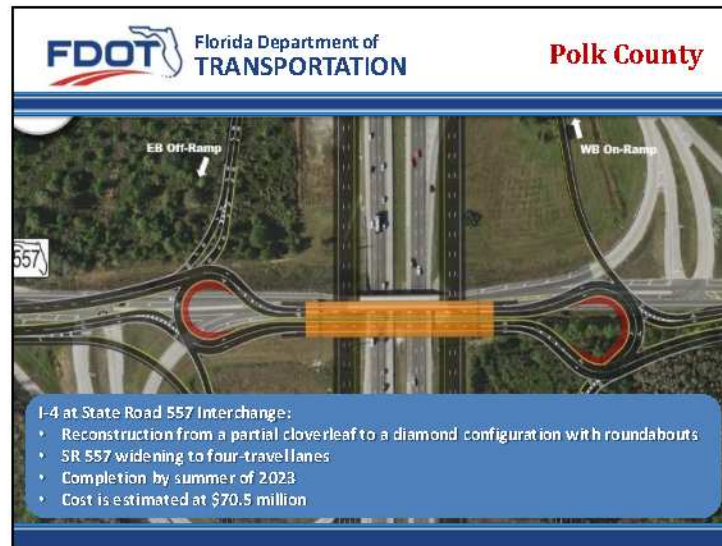 FDOT
Florida Department of
TRANSPORTATION
Polk County
EB Off-Ramp
WB On-Ramp
557
I-4 at State Road 557 Interchange:
• Reconstruction from a partial cloverleaf to a diamond configuration with roundabouts
• SR 557 widening to four-travel lanes
• Completion by summer of 2023
• Cost is estimated at $70.5 million